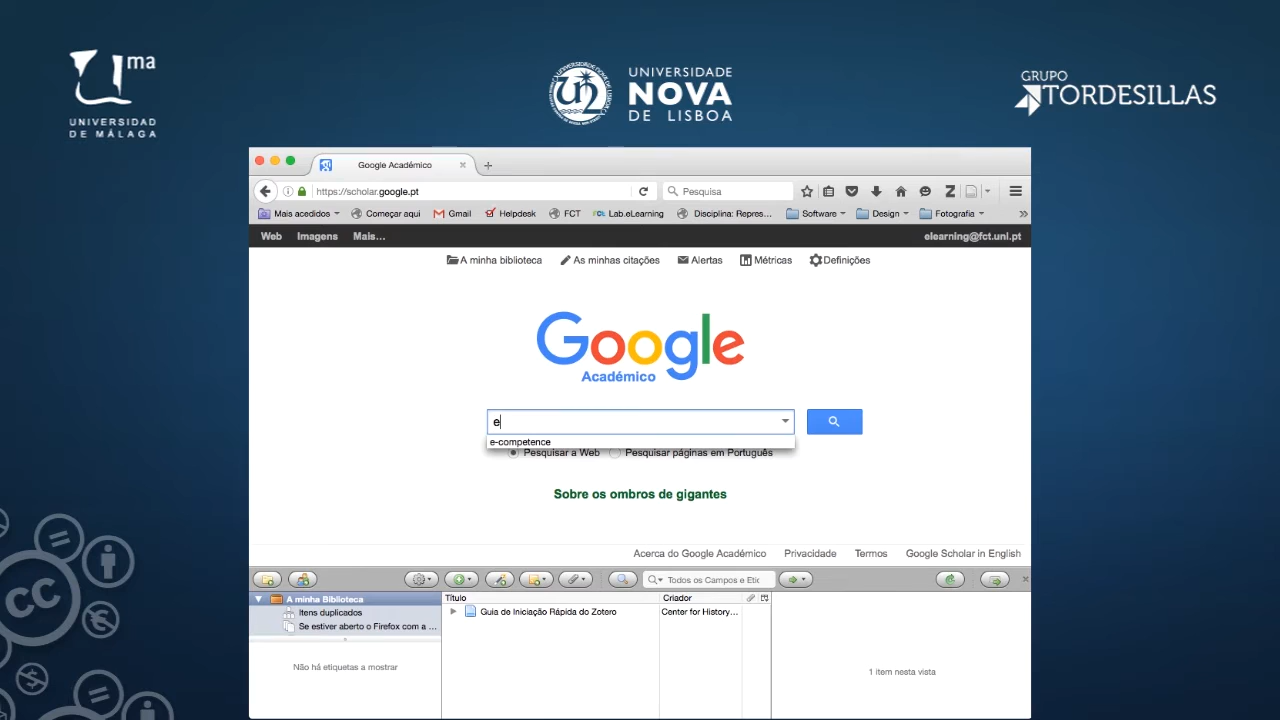 ma
UNIVERSIDAD
DE MÁLAGA
UNIVERSIDADE
NOVA
DE LISBOA
GRUPO
TORDESILLAS
Google Académico
https://scholar.google.pt
Pesquisa
Z
Mais acedidos
Começar aqui
Gmail
Helpdesk
FCT
Lab.eLearning
Disciplina: Repres...
Software
Design
Fotografia
Web
Imagens
Mais...
elearning@fct.unl.pt
A minha biblioteca
As minhas citações
Alertas
Métricas
Definições
Google
Académico
e
e-competence
Pesquisar a Web
Pesquisar páginas em Português
Sobre os ombros de gigantes
Acerca do Google Académico
Privacidade
Termos
Google Scholar in English
Todos os Campos e Etic
A minha Biblioteca
Itens duplicados
Se estiver aberto o Firefox com a ...
Não há etiquetas a mostrar
Título
Criador
Guia de Iniciação Rápida do Zotero
Center for History...
1 item nesta vista
cc